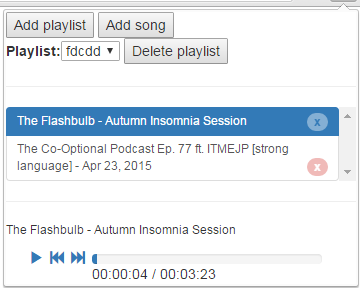 Add playlist Add song
Playlist: fdcdd Delete playlist
The Flashbulb - Autumn Insomnia Session x
The Co-Optional Podcast Ep. 77 ft. ITMEJP [strong
language] - Apr 23, 2015 x
The Flashbulb - Autumn Insomnia Session
00:00:04 / 00:03:23